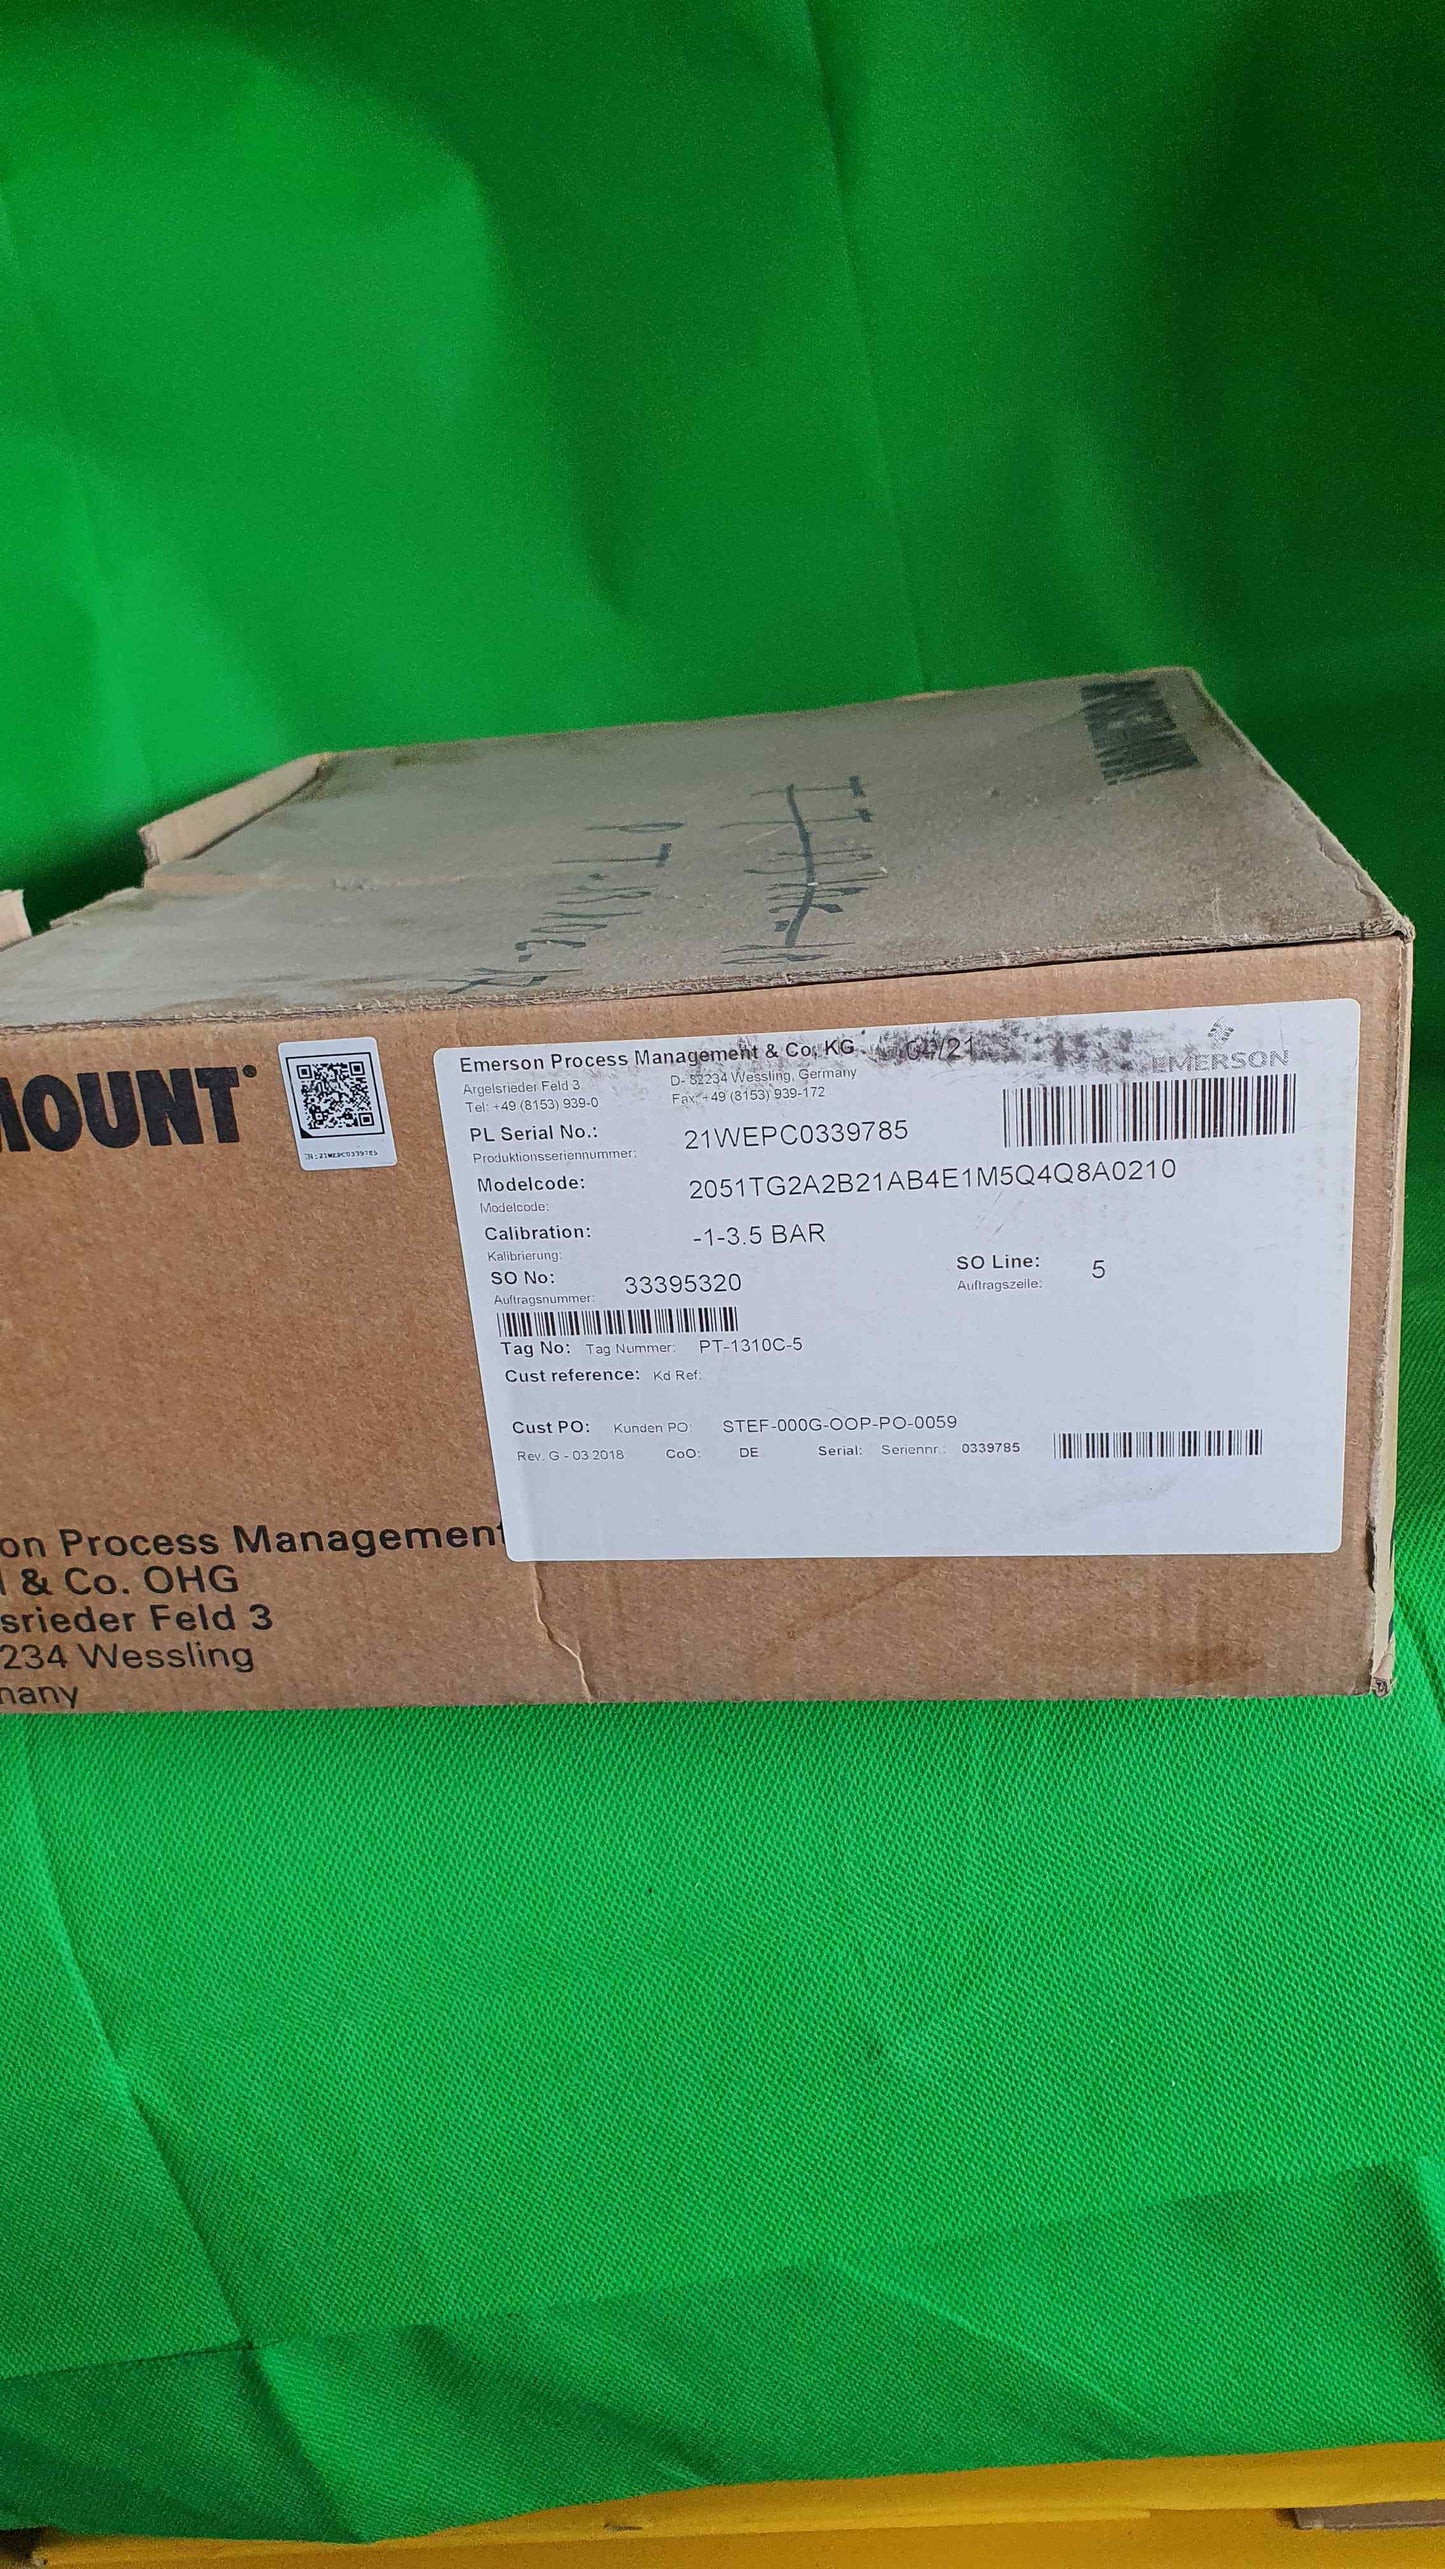 MOUNT
SN:21WEPC0339785
Emerson Process Management & Co. KG 04/21
EMERSON
Argelsrieder Feld 3 D- 82234 Wessling, Germany
Tel: +49 (8153) 939-0 Fax: +49 (8153) 939-172
PL Serial No.: 21WEPC0339785
Produktionsseriennummer:
Modelcode: 2051TG2A2B21AB4E1M5Q4Q8A0210
Modelcode:
Calibration: -1-3.5 BAR
Kalibrierung:
SO No: 33395320 SO Line: 5
Auftragsnummer: Auftragszeile:
Tag No: Tag Nummer: PT-1310C-5
Cust reference: Kd Ref:
Cust PO: Kunden PO: STEF-000G-OOP-PO-0059
Rev. G - 03 2018 CoO: DE Serial: Seriennr.: 0339785
on Process Management
& Co. OHG
srieder Feld 3
234 Wessling
many